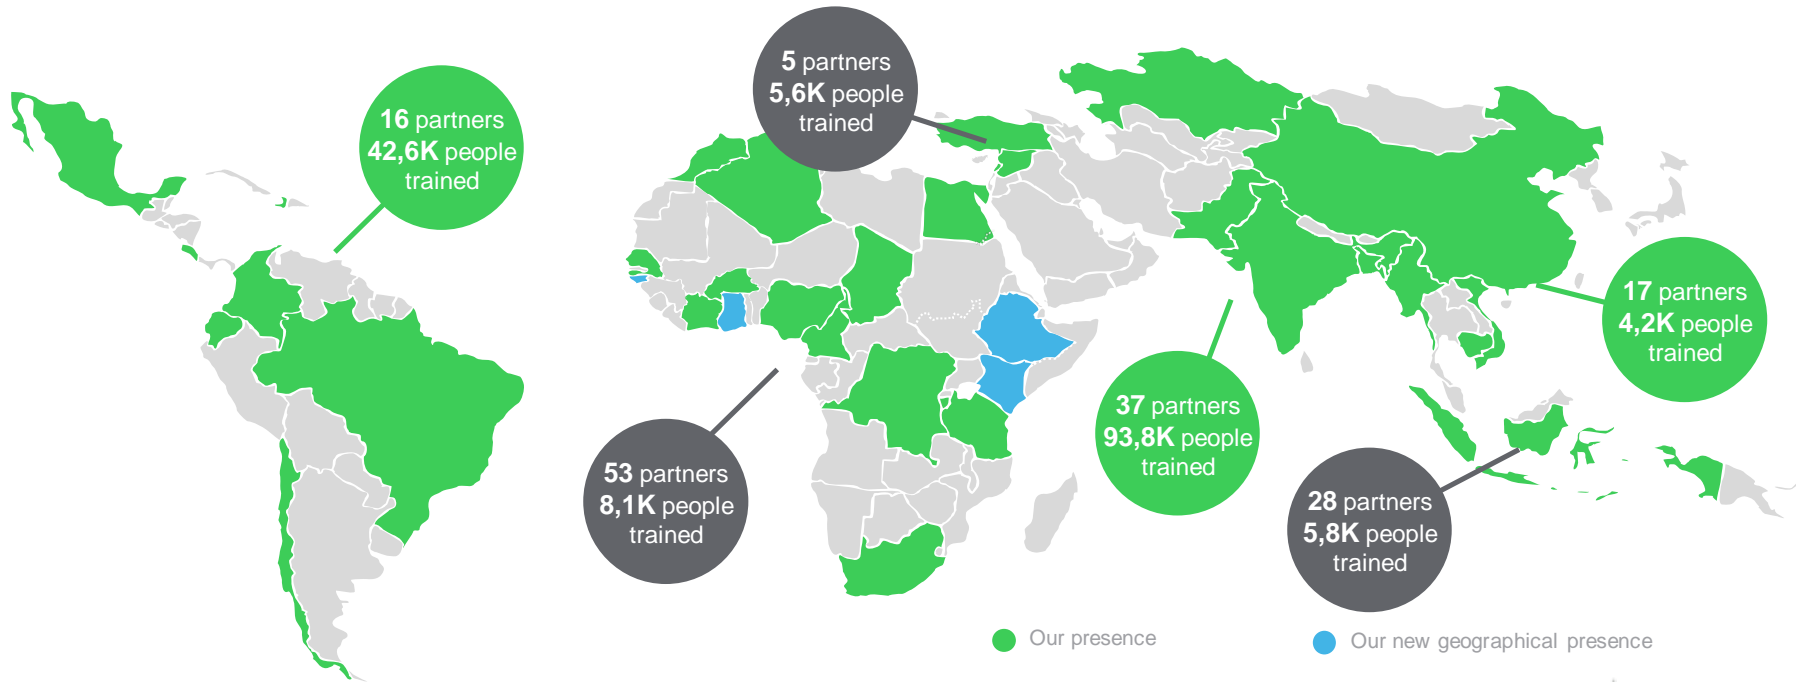 5 partners
5,6K people
trained
16 partners
42,6K people
trained
17 partners
4,2K people
trained
37 partners
93,8K people
trained
53 partners
8,1K people
trained
28 partners
5,8K people
trained
Our presence
Our new geographical presence